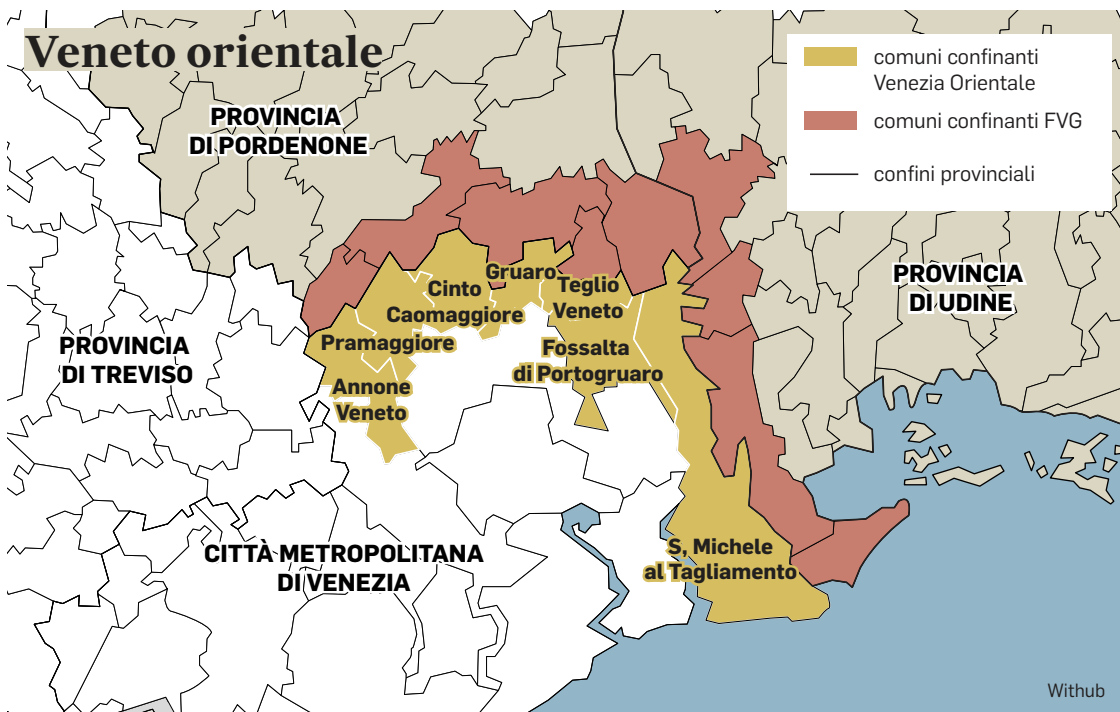 Veneto orientale
comuni confinanti
Venezia Orientale
comuni confinanti FVG
confini provinciali
PROVINCIA
DI PORDENONE
PROVINCIA
DI UDINE
PROVINCIA
DI TREVISO
Gruaro
Teglio
Veneto
Cinto
Caomaggiore
Pramaggiore
Fossalta
di Portogruaro
Annone
Veneto
CITTÀ METROPOLITANA
DI VENEZIA
S, Michele
al Tagliamento
Withub